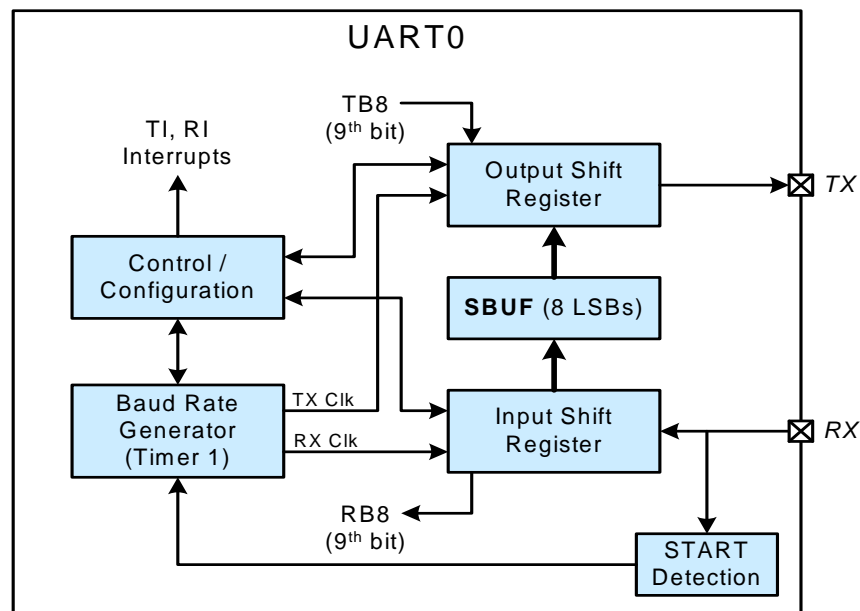 UART0
TB8
(9th bit)
TI, RI
Interrupts
Output Shift
Register
TX
Control /
Configuration
SBUF (8 LSBs)
Baud Rate
Generator
(Timer 1)
TX Clk
RX Clk
Input Shift
Register
RX
RB8
(9th bit)
START
Detection